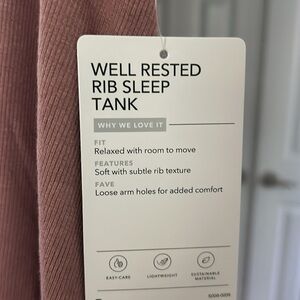 WELL RESTED
RIB SLEEP
TANK
WHY WE LOVE IT
FIT
Relaxed with room to move
FEATURES
Soft with subtle rib texture
FAVE
Loose arm holes for added comfort
EASY CARE
LIGHTWEIGHT
SUSTAINABLE
MATERIAL